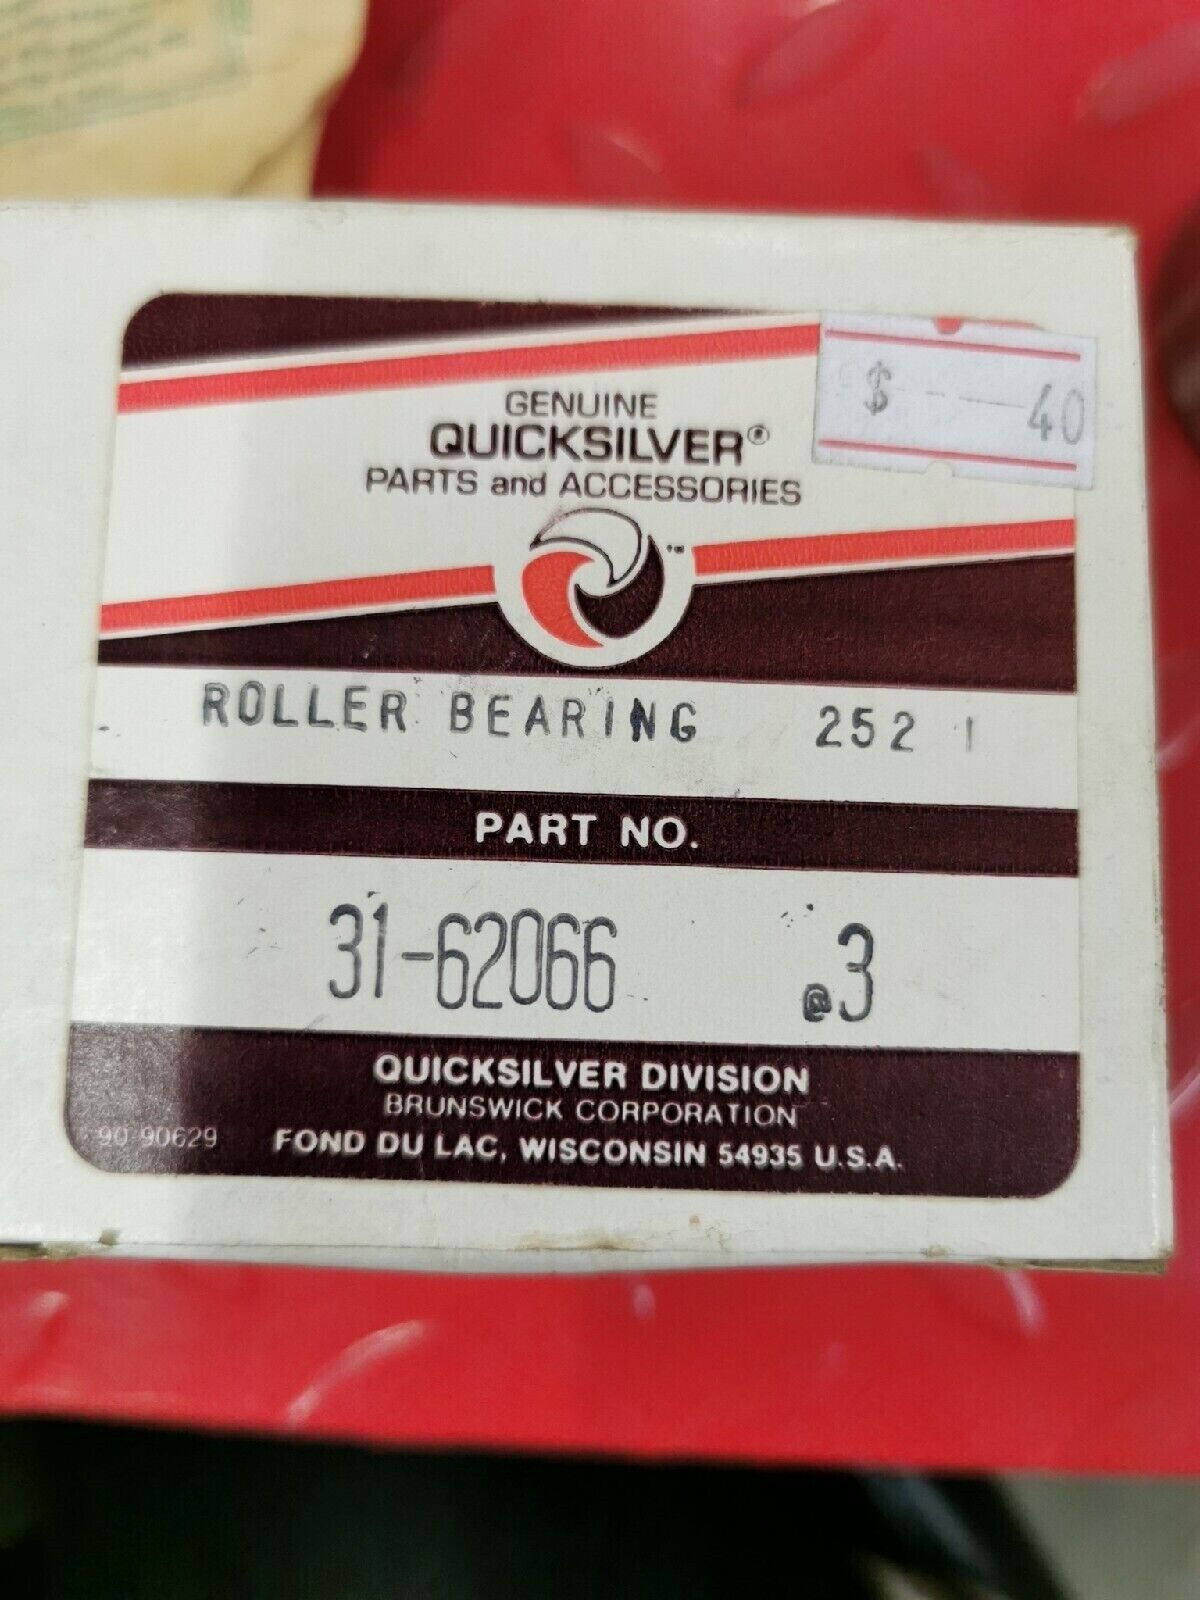 GENUINE
QUICKSILVER®
PARTS and ACCESSORIES
$ -- -- 40
™
ROLLER BEARING 252 1
PART NO.
31-62066 @3
QUICKSILVER DIVISION
BRUNSWICK CORPORATION
90 90629 FOND DU LAC, WISCONSIN 54935 U.S.A.